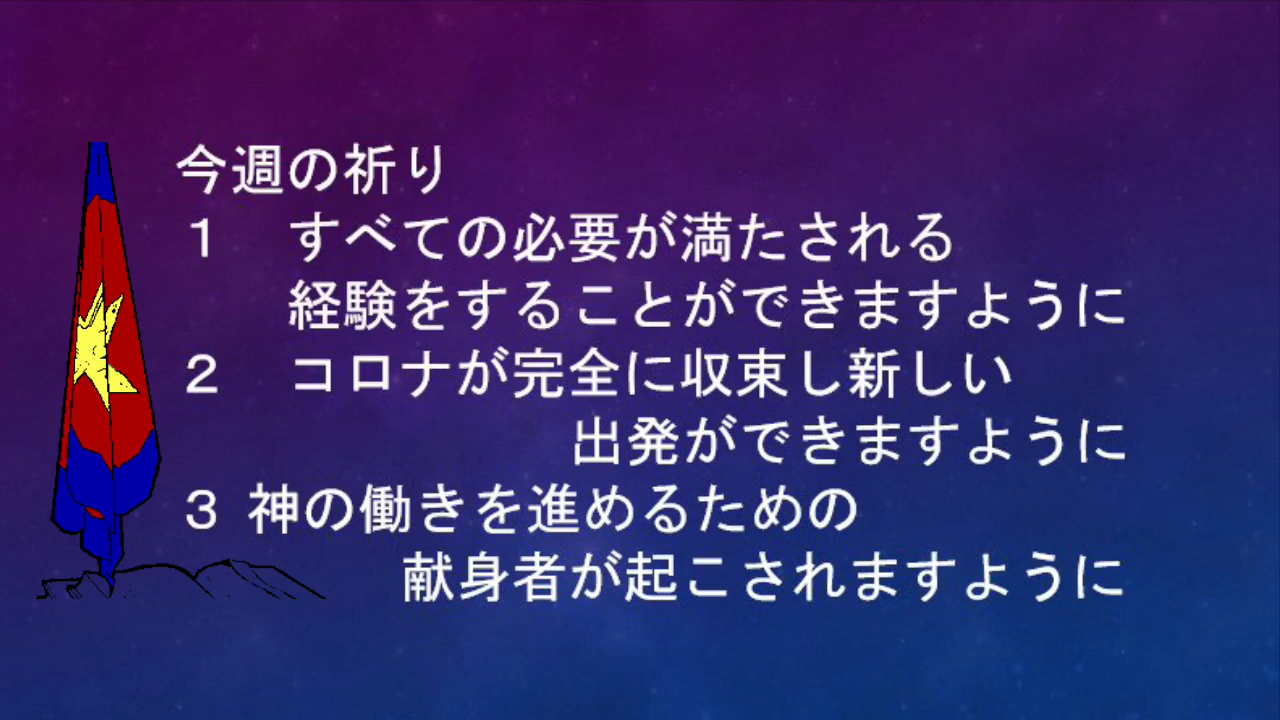 今週の祈り
１　すべての必要が満たされる
経験をすることができますように
２　コロナが完全に収束し新しい
出発ができますように
３ 神の働きを進めるための
献身者が起こされますように